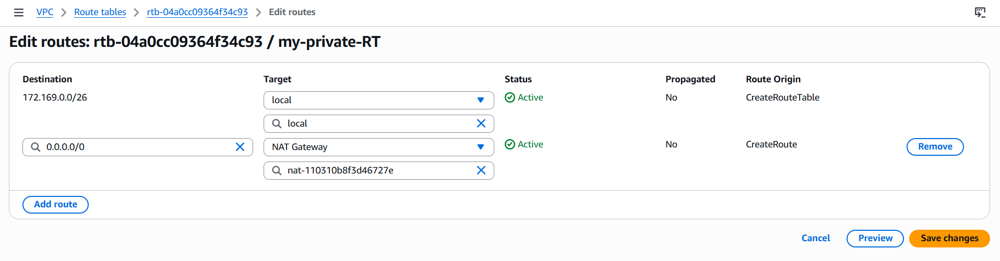 VPC > Route tables > rtb-04a0cc09364f34c93 > Edit routes
Edit routes: rtb-04a0cc09364f34c93 / my-private-RT
Destination Target Status Propagated Route Origin
172.169.0.0/26 local Active No CreateRouteTable
local
0.0.0.0/0 NAT Gateway Active No CreateRoute Remove
nat-110310b8f3d46727e
Add route
Cancel Preview Save changes